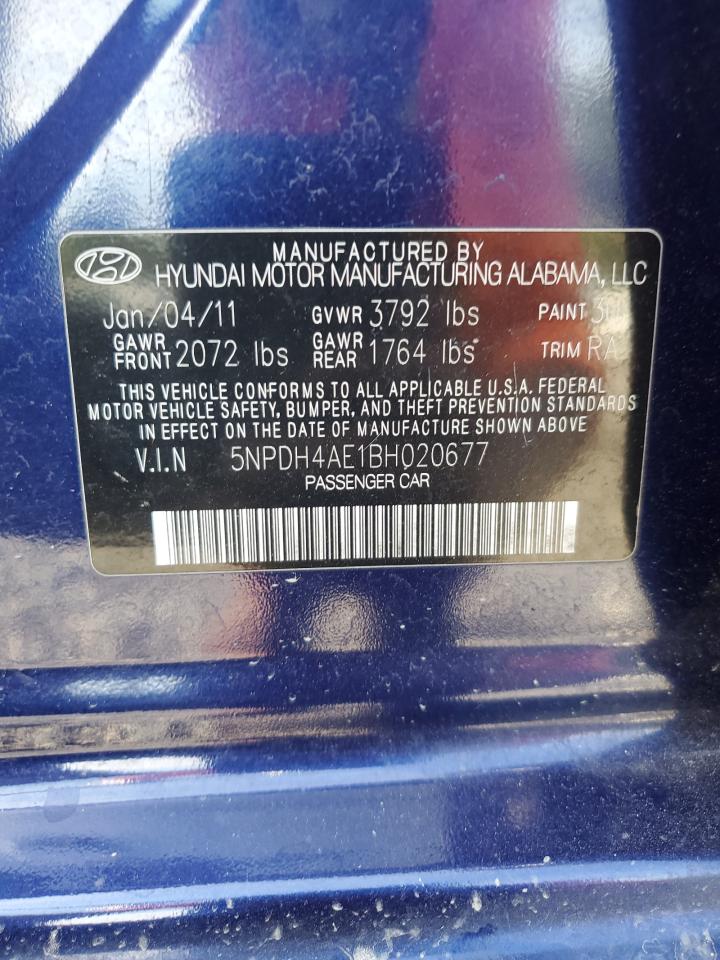 MANUFACTURED BY
HYUNDAI MOTOR MANUFACTURING ALABAMA, LLC
Jan/04/11 GVWR 3792 lbs PAINT
GAWR FRONT 2072 lbs GAWR REAR 1764 lbs TRIM RA
THIS VEHICLE CONFORMS TO ALL APPLICABLE U.S.A. FEDERAL
MOTOR VEHICLE SAFETY, BUMPER, AND THEFT PREVENTION STANDARDS
IN EFFECT ON THE DATE OF MANUFACTURE SHOWN ABOVE
V.I.N 5NPDH4AE1BH020677
PASSENGER CAR